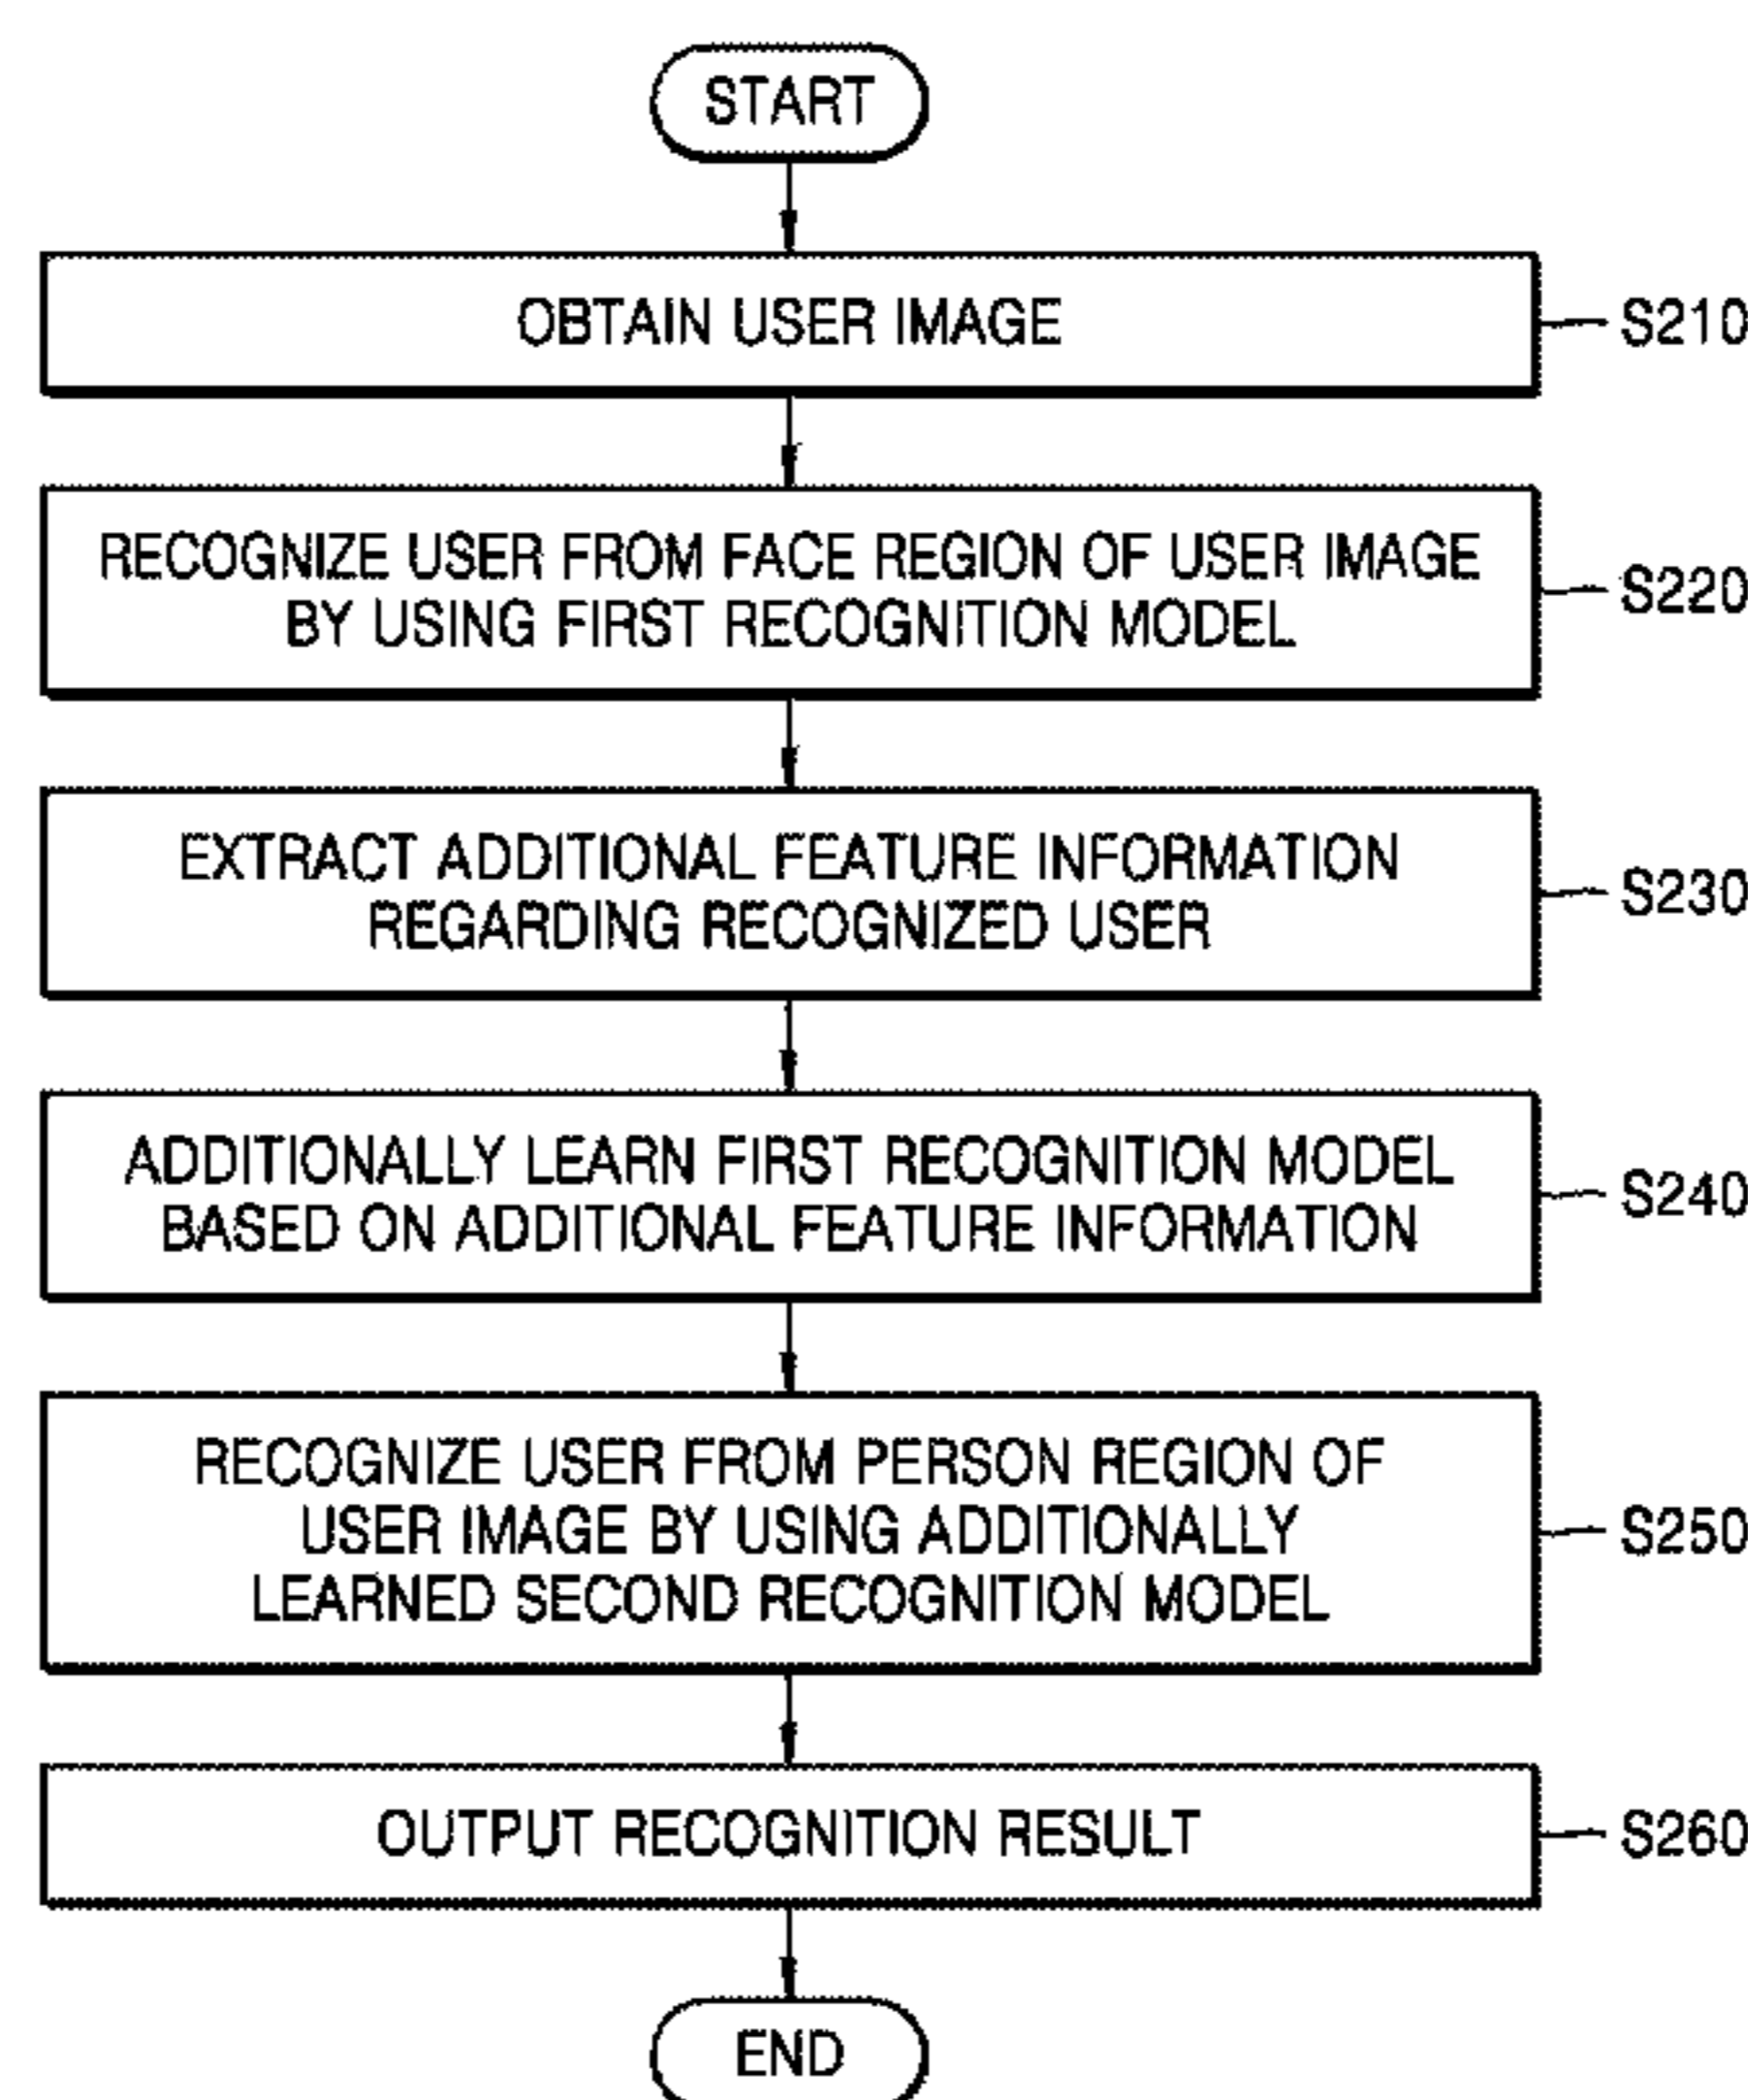 START
OBTAIN USER IMAGE
S210
RECOGNIZE USER FROM FACE REGION OF USER IMAGE
BY USING FIRST RECOGNITION MODEL
S220
EXTRACT ADDITIONAL FEATURE INFORMATION
REGARDING RECOGNIZED USER
S230
ADDITIONALLY LEARN FIRST RECOGNITION MODEL
BASED ON ADDITIONAL FEATURE INFORMATION
S240
RECOGNIZE USER FROM PERSON REGION OF
USER IMAGE BY USING ADDITIONALLY
LEARNED SECOND RECOGNITION MODEL
S250
OUTPUT RECOGNITION RESULT
S260
END